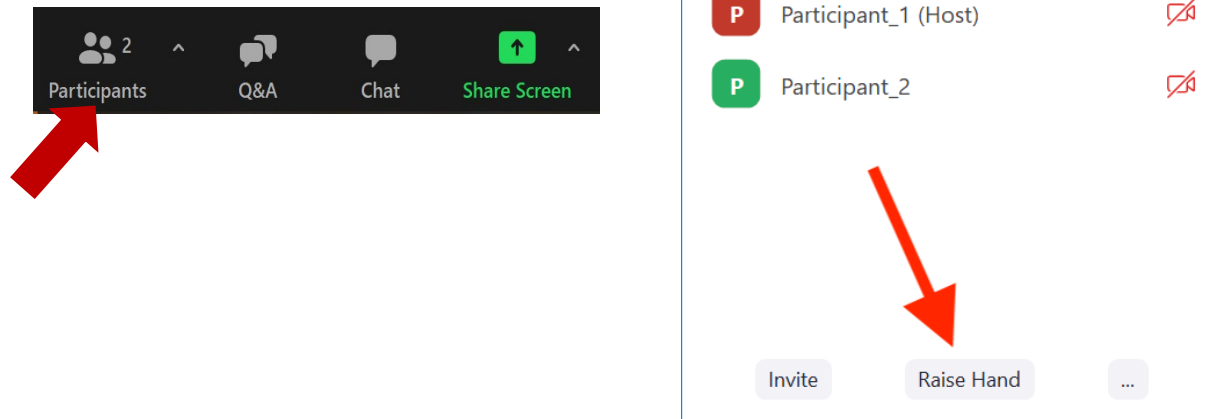 2
Participants
Q&A
Chat
Share Screen
P Participant_1 (Host)
P Participant_2
Invite Raise Hand ...